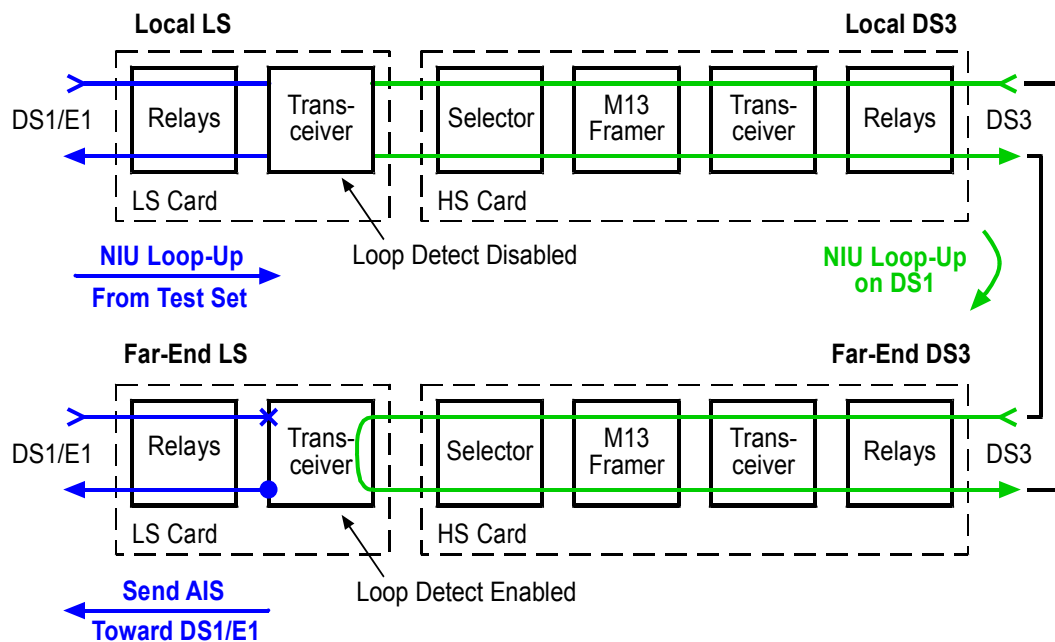 Local LS
Local DS3
DS1/E1
Relays
Trans-
ceiver
Selector
M13
Framer
Trans-
ceiver
Relays
DS3
LS Card
HS Card
NIU Loop-Up
From Test Set
Loop Detect Disabled
NIU Loop-Up
on DS1
Far-End LS
Far-End DS3
DS1/E1
Relays
Trans-
ceiver
Selector
M13
Framer
Trans-
ceiver
Relays
DS3
LS Card
HS Card
Send AIS
Toward DS1/E1
Loop Detect Enabled